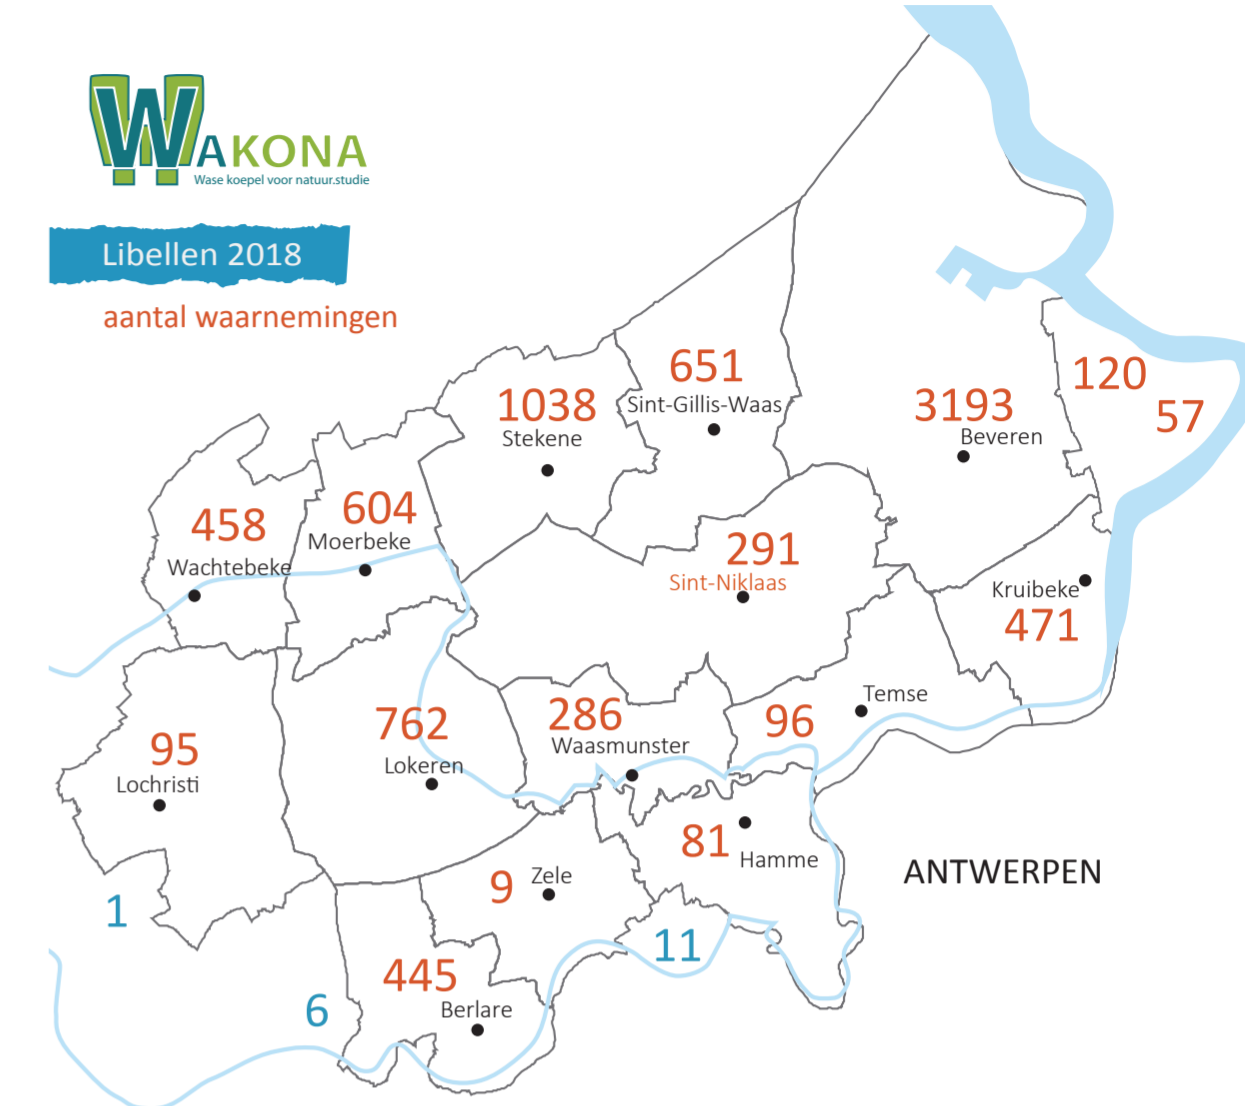 WAKONA
Wase koepel voor natuur.studie
Libellen 2018
aantal waarnemingen
651
Sint-Gillis-Waas
120
57
1038
Stekene
3193
Beveren
458
Wachtebeke
604
Moerbeke
291
Sint-Niklaas
Kruibeke
471
Temse
96
286
Waasmunster
762
Lokeren
95
Lochristi
81
Hamme
ANTWERPEN
9
Zele
1
11
445
Berlare
6